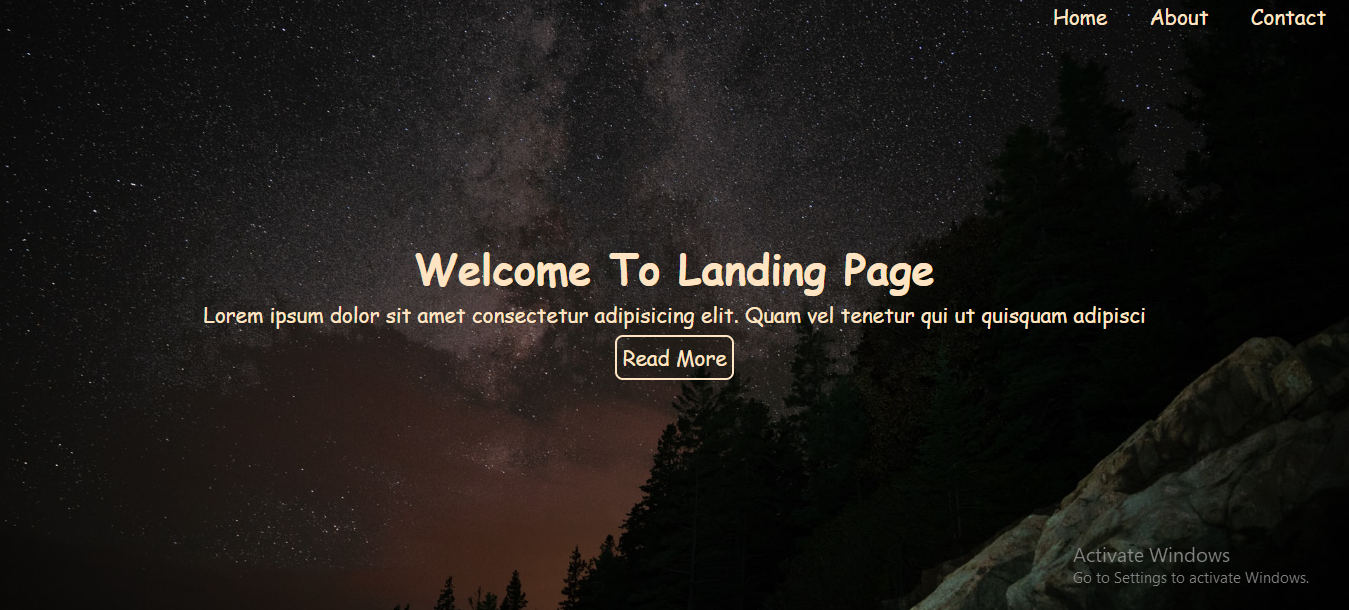 Home About Contact
Welcome To Landing Page
Lorem ipsum dolor sit amet consectetur adipisicing elit. Quam vel tenetur qui ut quisquam adipisci
Read More
Activate Windows
Go to Settings to activate Windows.